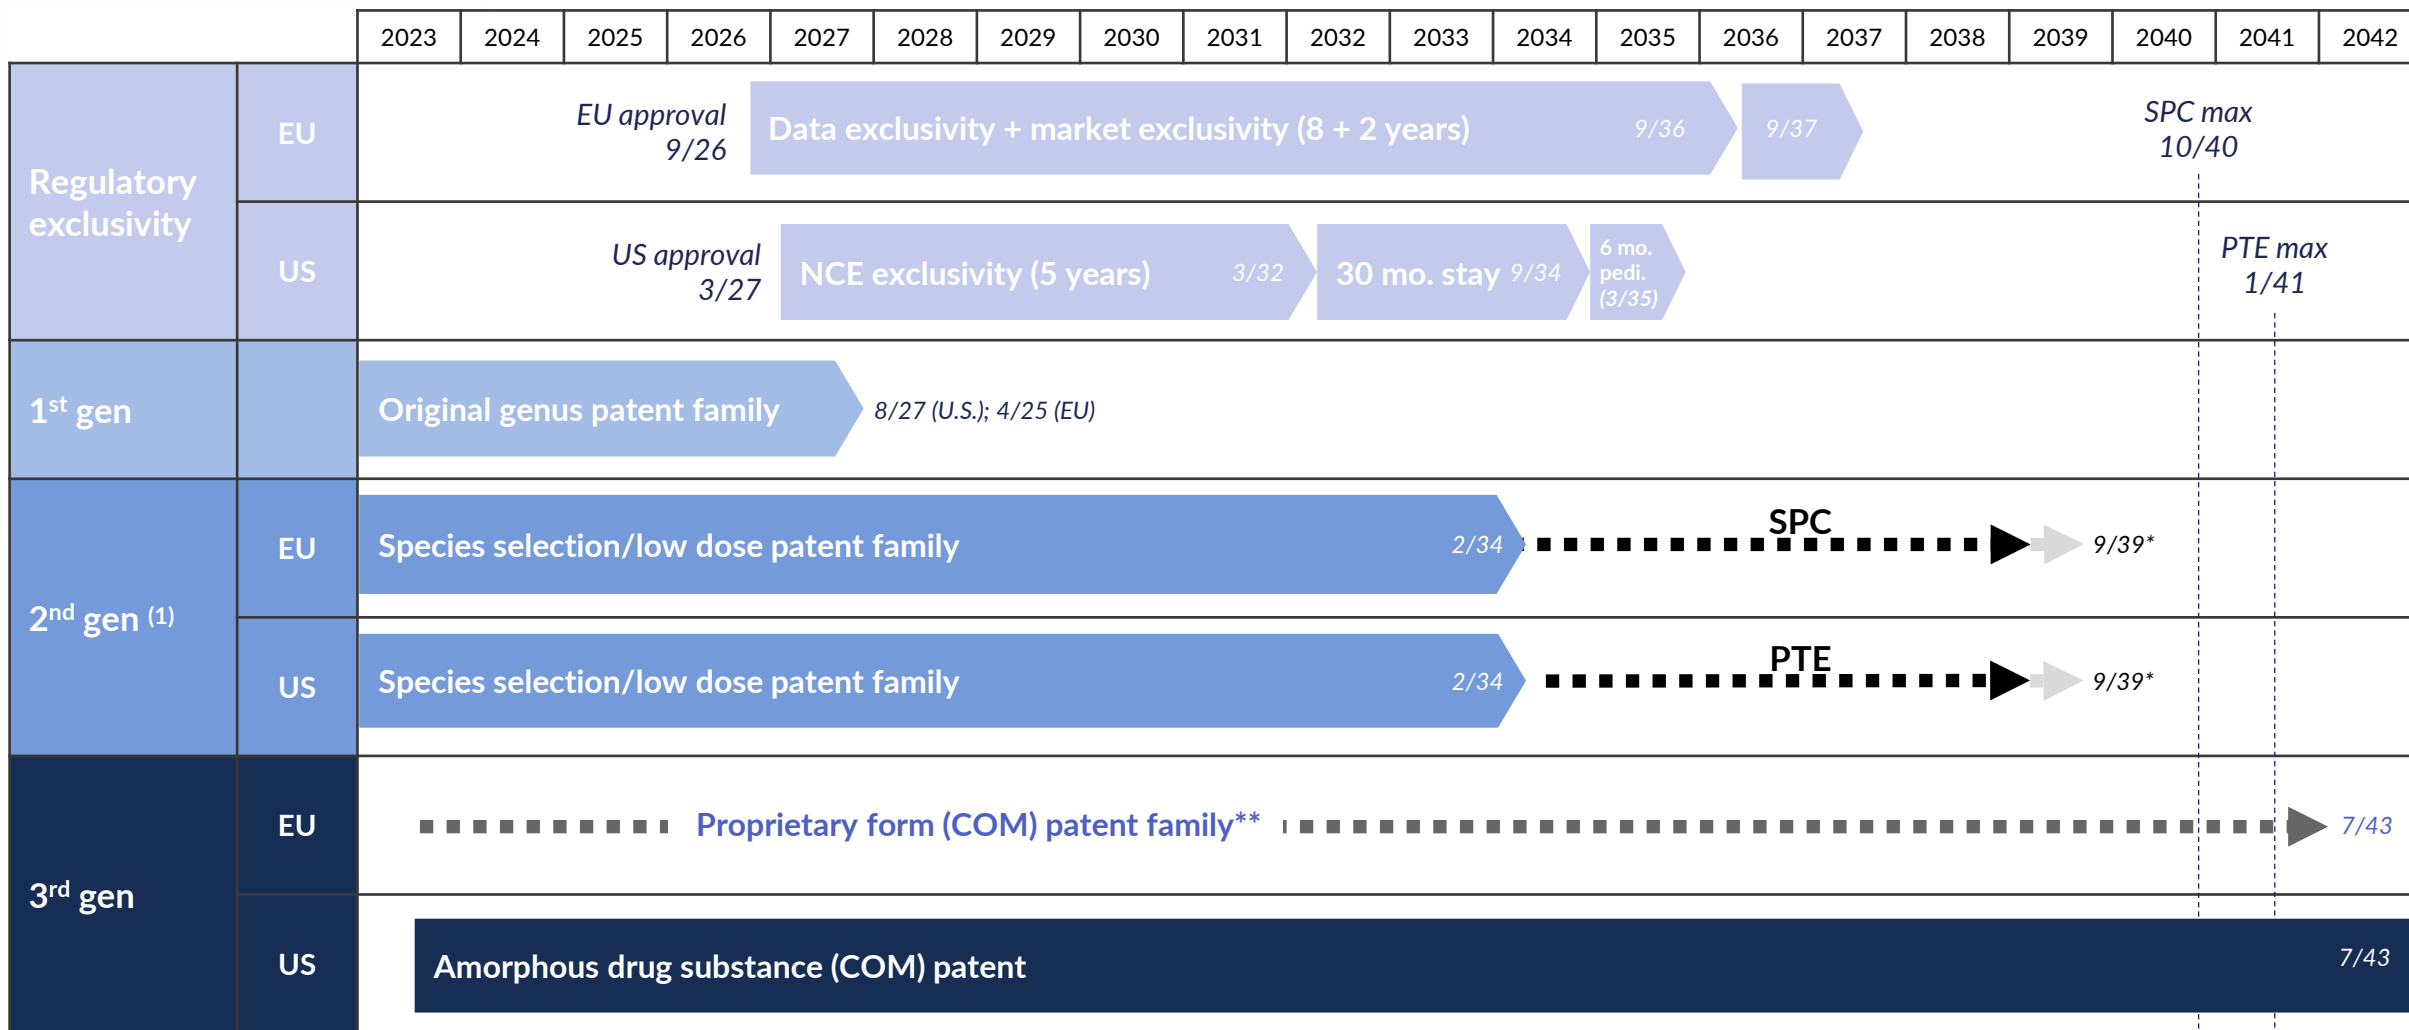 2023 2024 2025 2026 2027 2028 2029 2030 2031 2032 2033 2034 2035 2036 2037 2038 2039 2040 2041 2042
Regulatory
exclusivity
EU
EU approval
9/26
Data exclusivity + market exclusivity (8 + 2 years) 9/36
9/37
SPC max
10/40
US
US approval
3/27
NCE exclusivity (5 years) 3/32
30 mo. stay 9/34
6 mo.
pedi.
(3/35)
PTE max
1/41
1st gen
Original genus patent family
8/27 (U.S.); 4/25 (EU)
2nd gen (1)
EU
Species selection/low dose patent family 2/34
SPC
9/39*
US
Species selection/low dose patent family 2/34
PTE
9/39*
3rd gen
EU
Proprietary form (COM) patent family**
7/43
US
Amorphous drug substance (COM) patent
7/43